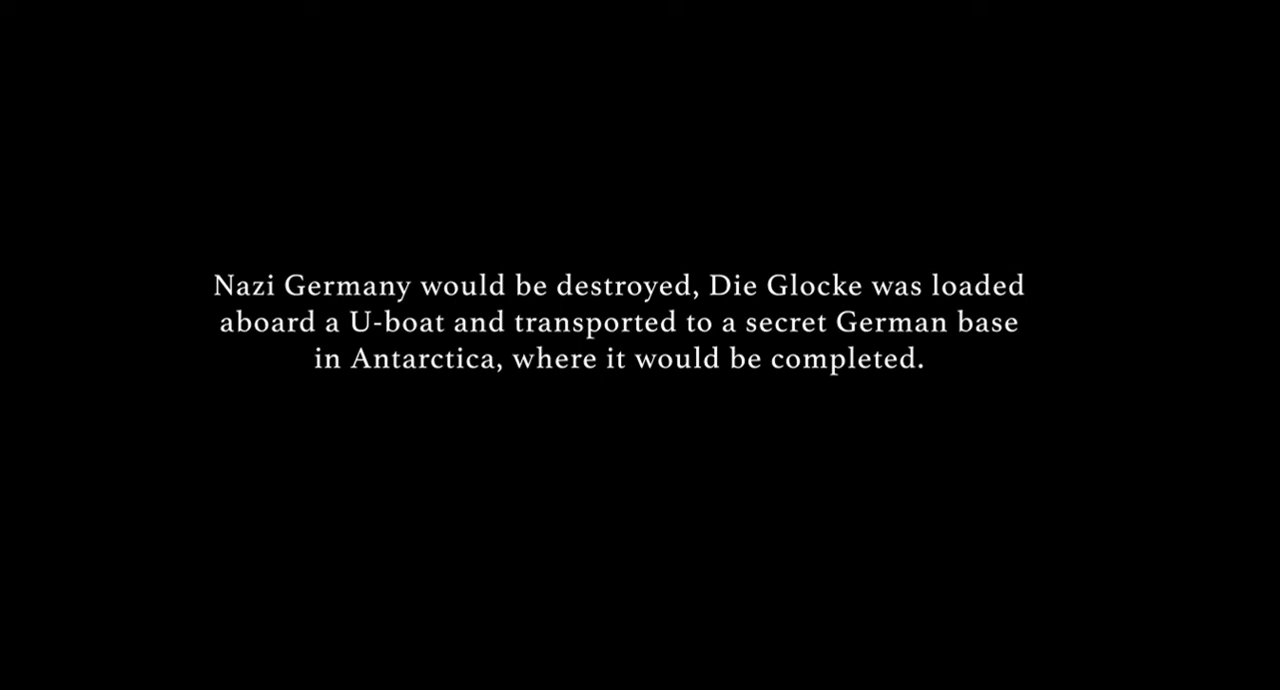 Nazi Germany would be destroyed, Die Glocke was loaded
aboard a U-boat and transported to a secret German base
in Antarctica, where it would be completed.